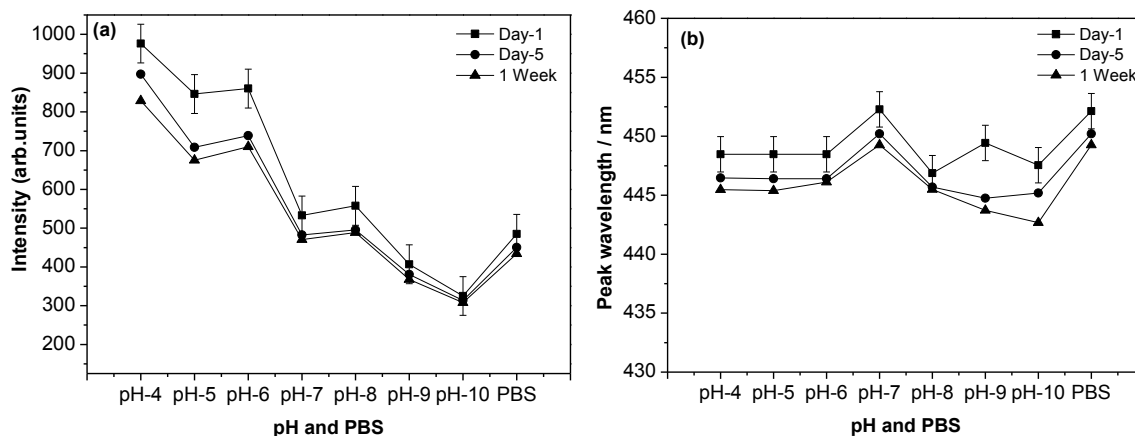 (a)
Day-1
Day-5
1 Week
1000
900
800
700
600
500
400
300
200
Intensity (arb.units)
pH-4 pH-5 pH-6 pH-7 pH-8 pH-9 pH-10 PBS
pH and PBS
(b)
Day-1
Day-5
1 Week
460
455
450
445
440
435
430
Peak wavelength / nm
pH-4 pH-5 pH-6 pH-7 pH-8 pH-9 pH-10 PBS
pH and PBS